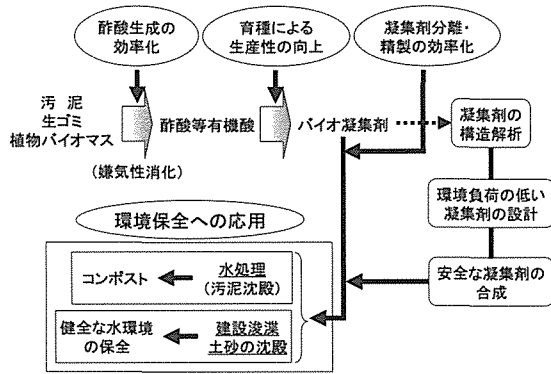 酢酸生成の
効率化
育種による
生産性の向上
凝集剤分離・
精製の効率化
汚 泥
生ゴミ
植物バイオマス
酢酸等有機酸
バイオ凝集剤
凝集剤の
構造解析
(嫌気性消化)
環境保全への応用
環境負荷の低い
凝集剤の設計
コンポスト
水処理
(汚泥沈殿)
安全な凝集剤の
合成
健全な水環境
の保全
建設浚渫
土砂の沈殿